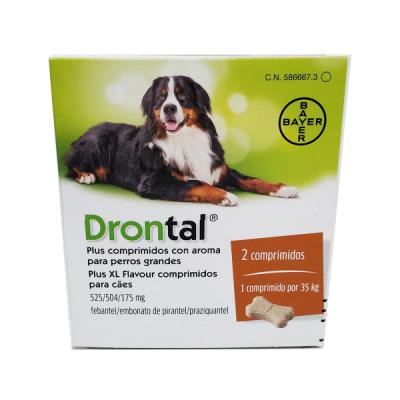 C.N. 586667.3
BAYER
BAYER
Drontal®
Plus comprimidos con aroma
para perros grandes
Plus XL Flavour comprimidos
para cães
525/504/175 mg
febantel/embonato de pirantel/praziquantel
2 comprimidos
1 comprimido por 35 kg